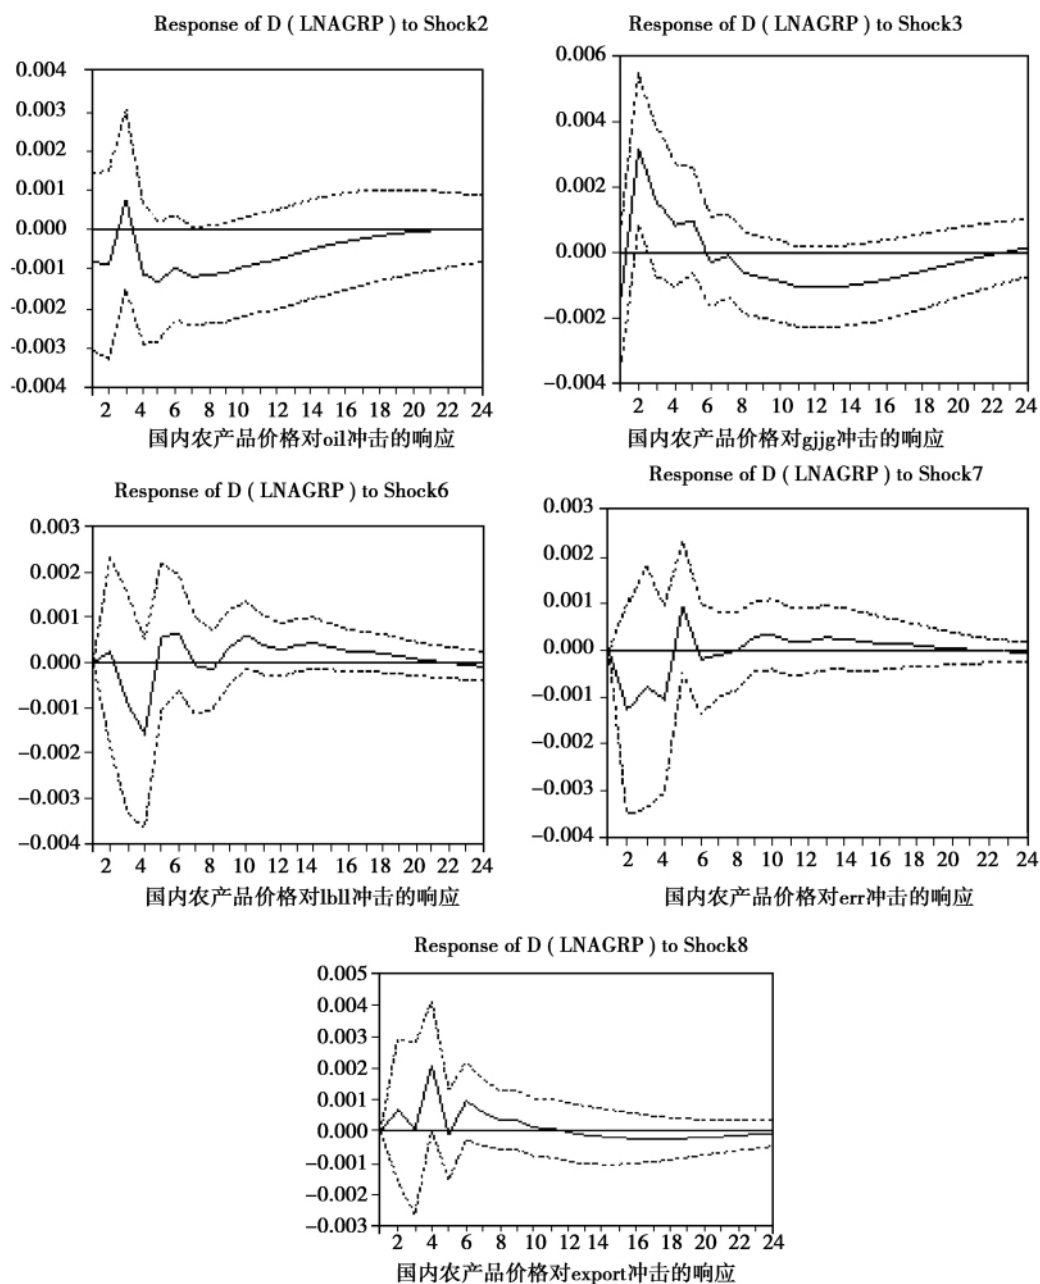 Response of D ( LNAGRP ) to Shock2
0.004
0.003
0.002
0.001
0.000
-0.001
-0.002
-0.003
-0.004
2 4 6 8 10 12 14 16 18 20 22 24
国内农产品价格对oil冲击的响应
Response of D ( LNAGRP ) to Shock3
0.006
0.004
0.002
0.000
-0.002
-0.004
2 4 6 8 10 12 14 16 18 20 22 24
国内农产品价格对gjjg冲击的响应
Response of D ( LNAGRP ) to Shock6
0.003
0.002
0.001
0.000
-0.001
-0.002
-0.003
-0.004
2 4 6 8 10 12 14 16 18 20 22 24
国内农产品价格对lbll冲击的响应
Response of D ( LNAGRP ) to Shock7
0.003
0.002
0.001
0.000
-0.001
-0.002
-0.003
-0.004
2 4 6 8 10 12 14 16 18 20 22 24
国内农产品价格对err冲击的响应
Response of D ( LNAGRP ) to Shock8
0.005
0.004
0.003
0.002
0.001
0.000
-0.001
-0.002
-0.003
2 4 6 8 10 12 14 16 18 20 22 24
国内农产品价格对export冲击的响应